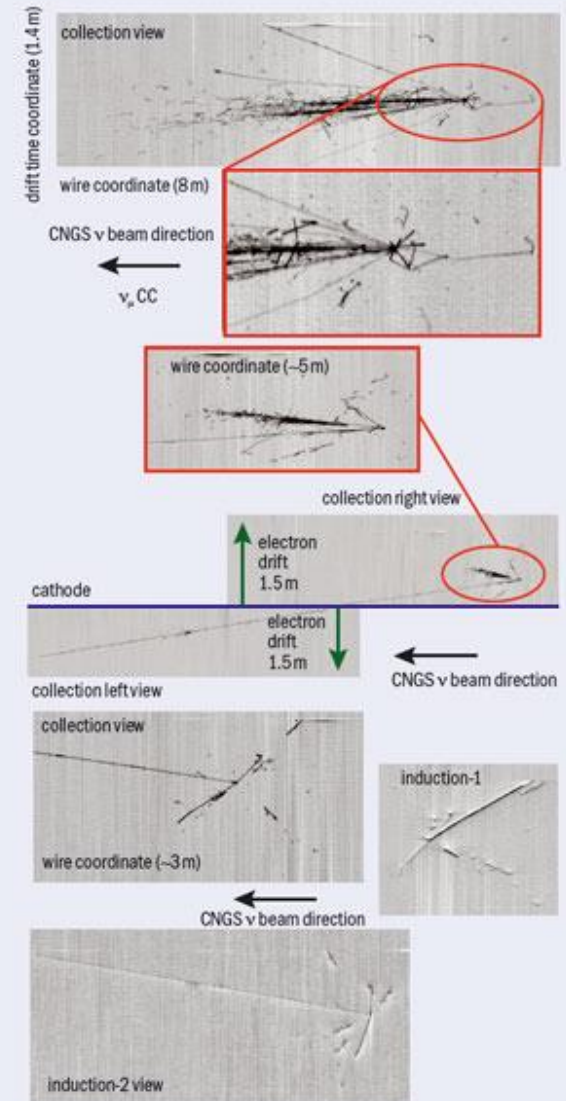 drift time coordinate (1.4 m)
collection view
wire coordinate (8 m)
CNGS ν beam direction
νμ CC
wire coordinate (~5 m)
collection right view
electron
drift
1.5 m
cathode
electron
drift
1.5 m
CNGS ν beam direction
collection left view
collection view
induction-1
wire coordinate (~3 m)
CNGS ν beam direction
induction-2 view